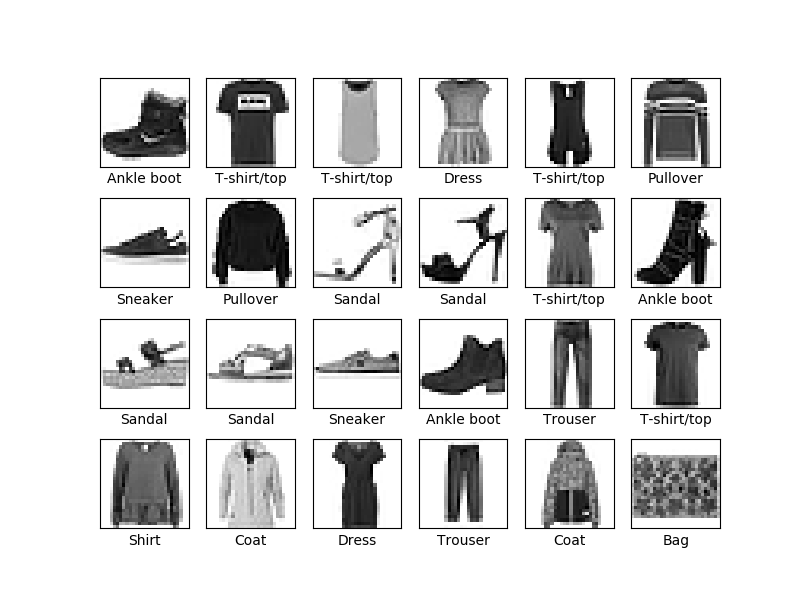 Ankle boot T-shirt/top T-shirt/top Dress T-shirt/top Pullover
Sneaker Pullover Sandal Sandal T-shirt/top Ankle boot
Sandal Sandal Sneaker Ankle boot Trouser T-shirt/top
Shirt Coat Dress Trouser Coat Bag